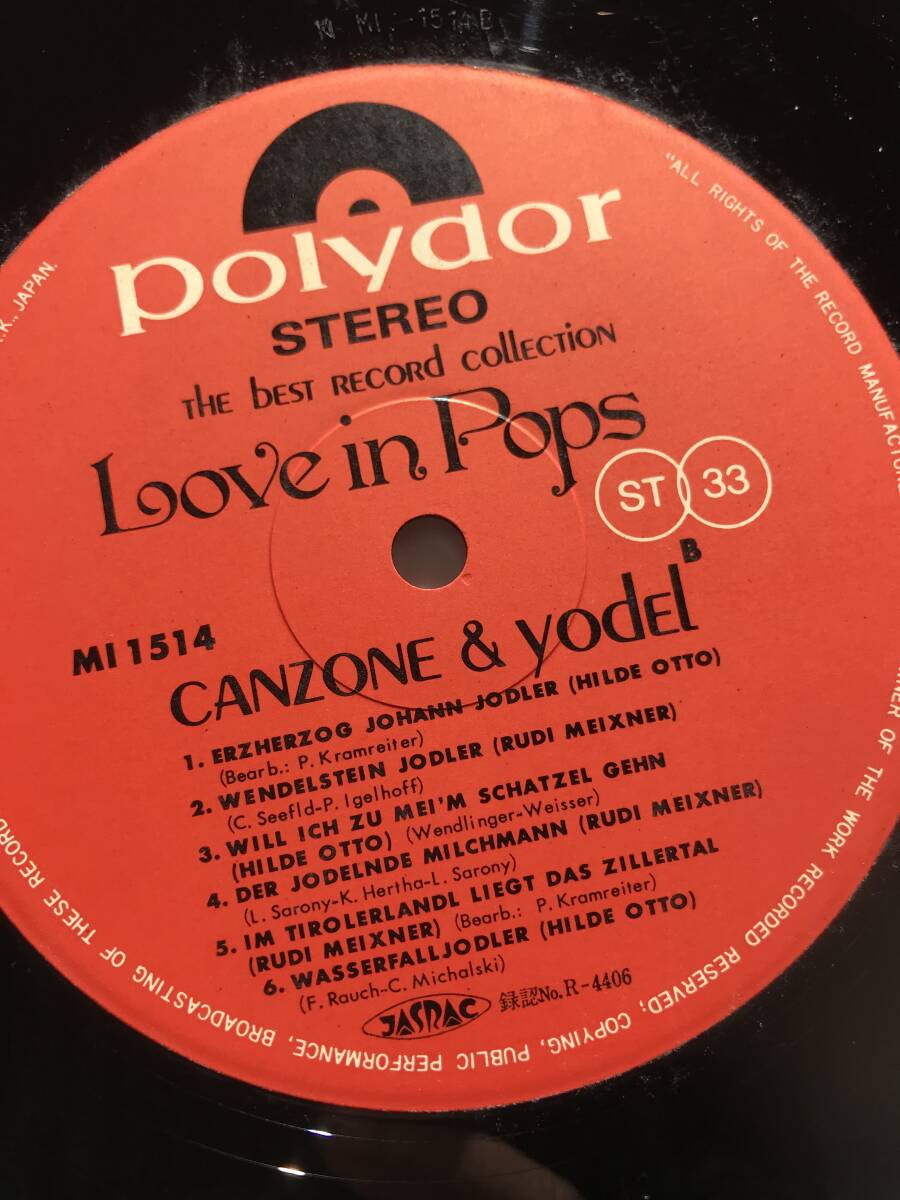 MI 1514 B
polydor
STEREO
THE bEST RECORd COLLECTION
Love in Pops
ST 33
B
MI 1514
CANZONE & yodEl
1. ERZHERZOG JOHANN JODLER (HILDE OTTO)
(Bearb.: P. Kramreiter)
2. WENDELSTEIN JODLER (RUDI MEIXNER)
(C. Seefld-P. Igelhoff)
3. WILL ICH ZU MEI'M SCHATZEL GEHN
(HILDE OTTO) (Wendlinger-Weisser)
4. DER JODELNDE MILCHMANN (RUDI MEIXNER)
(L. Sarony-K. Hertha-L. Sarony)
5. IM TIROLERLANDL LIEGT DAS ZILLERTAL
(RUDI MEIXNER) (Bearb.: P. Kramreiter)
6. WASSERFALLJODLER (HILDE OTTO)
(F. Rauch-C. Michalski)
JASRAC 録認No.R-4406
"ALL RIGHTS OF THE RECORD MANUFACTURE
OF THE WORK RECORDED RESERVED; COPYING, PUBLIC PERFORMANCE, BROADCASTING OF THESE RECORD
K., JAPAN.